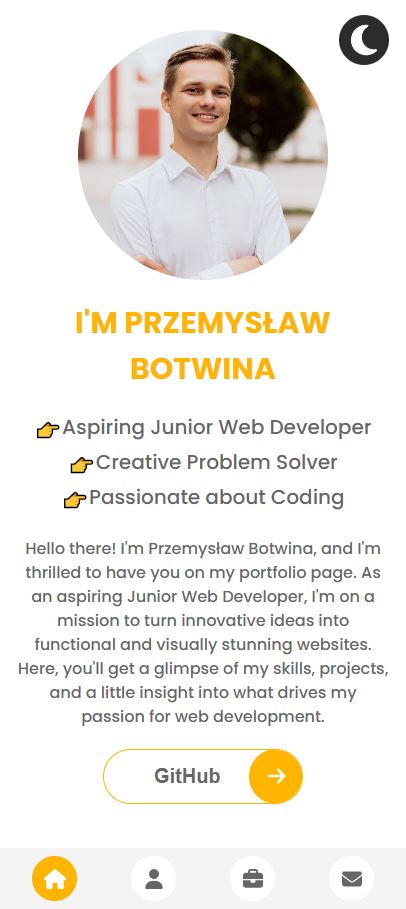 I'M PRZEMYSŁAW
BOTWINA
👉Aspiring Junior Web Developer
👉Creative Problem Solver
👉Passionate about Coding
Hello there! I'm Przemysław Botwina, and I'm
thrilled to have you on my portfolio page. As
an aspiring Junior Web Developer, I'm on a
mission to turn innovative ideas into
functional and visually stunning websites.
Here, you'll get a glimpse of my skills, projects,
and a little insight into what drives my
passion for web development.
GitHub